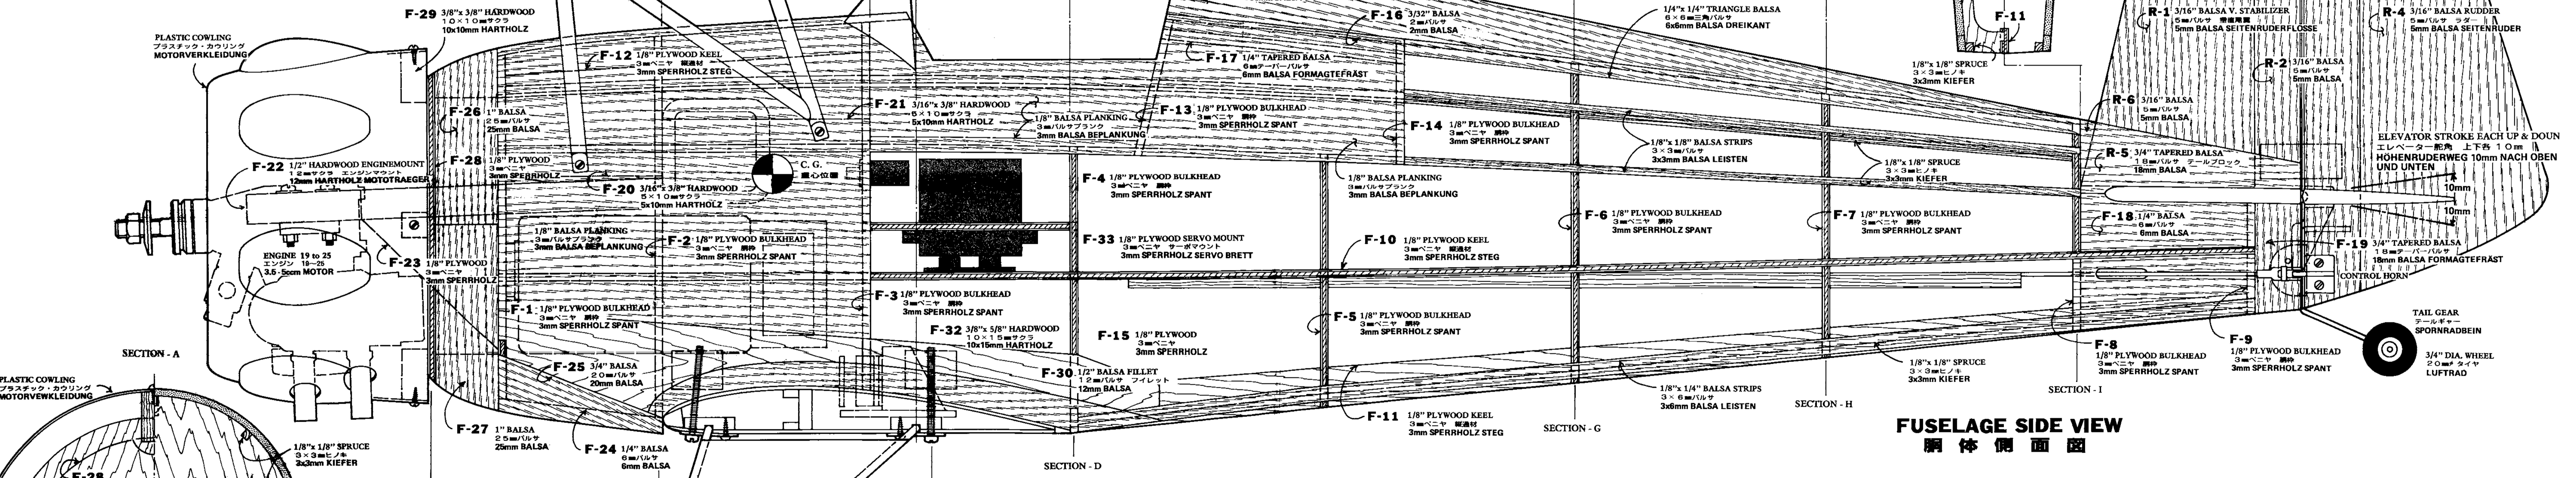 F-29 3/8"x 3/8" HARDWOOD
10×10㎜サクラ
10x10mm HARTHOLZ
PLASTIC COWLING
プラスチック・カウリング
MOTORVERKLEIDUNG
F-12 1/8" PLYWOOD KEEL
3㎜ベニヤ 縦通材
3mm SPERRHOLZ STEG
F-26 1" BALSA
25㎜バルサ
25mm BALSA
F-22 1/2" HARDWOOD ENGINEMOUNT
12㎜サクラ エンジンマウント
12mm HARTHOLZ MOTOTRAEGER
F-28 1/8" PLYWOOD
3㎜ベニヤ
3mm SPERRHOLZ
F-20 3/16"x 3/8" HARDWOOD
5×10㎜サクラ
5x10mm HARTHOLZ
C. G.
重心位置
F-21 3/16"x 3/8" HARDWOOD
5×10㎜サクラ
5x10mm HARTHOLZ
1/8" BALSA PLANKING
3㎜バルサプランク
3mm BALSA BEPLANKUNG
F-13 1/8" PLYWOOD BULKHEAD
3㎜ベニヤ 胴枠
3mm SPERRHOLZ SPANT
F-17 1/4" TAPERED BALSA
6㎜テーパーバルサ
6mm BALSA FORMAGTEFRÄST
F-16 3/32" BALSA
2㎜バルサ
2mm BALSA
1/4"x 1/4" TRIANGLE BALSA
6×6㎜三角バルサ
6x6mm BALSA DREIKANT
F-14 1/8" PLYWOOD BULKHEAD
3㎜ベニヤ 胴枠
3mm SPERRHOLZ SPANT
1/8"x 1/8" BALSA STRIPS
3×3㎜バルサ
3x3mm BALSA LEISTEN
1/8" BALSA PLANKING
3㎜バルサプランク
3mm BALSA BEPLANKUNG
F-11
1/8"x 1/8" SPRUCE
3×3㎜ヒノキ
3x3mm KIEFER
1/8"x 1/8" SPRUCE
3×3㎜ヒノキ
3x3mm KIEFER
R-1 3/16" BALSA V. STABILIZER
5㎜バルサ 垂直尾翼
5mm BALSA SEITENRUDERFLOSSE
R-4 3/16" BALSA RUDDER
5㎜バルサ ラダー
5mm BALSA SEITENRUDER
R-2 3/16" BALSA
5㎜バルサ
5mm BALSA
R-6 3/16" BALSA
5㎜バルサ
5mm BALSA
R-5 3/4" TAPERED BALSA
18㎜バルサ テールブロック
18mm BALSA
ELEVATOR STROKE EACH UP & DOUN
エレベーター舵角 上下各 10㎜
HÖHENRUDERWEG 10mm NACH OBEN
UND UNTEN
10mm
10mm
F-4 1/8" PLYWOOD BULKHEAD
3㎜ベニヤ 胴枠
3mm SPERRHOLZ SPANT
F-6 1/8" PLYWOOD BULKHEAD
3㎜ベニヤ 胴枠
3mm SPERRHOLZ SPANT
F-7 1/8" PLYWOOD BULKHEAD
3㎜ベニヤ 胴枠
3mm SPERRHOLZ SPANT
F-18 1/4" BALSA
6㎜バルサ
6mm BALSA
F-19 3/4" TAPERED BALSA
18㎜テーパーバルサ
18mm BALSA FORMAGTEFRÄST
CONTROL HORN
1/8" BALSA PLANKING
3㎜バルサプランク
3mm BALSA BEPLANKUNG
F-2 1/8" PLYWOOD BULKHEAD
3㎜ベニヤ 胴枠
3mm SPERRHOLZ SPANT
F-33 1/8" PLYWOOD SERVO MOUNT
3㎜ベニヤ サーボマウント
3mm SPERRHOLZ SERVO BRETT
F-10 1/8" PLYWOOD KEEL
3㎜ベニヤ 縦通材
3mm SPERRHOLZ STEG
ENGINE 19 to 25
エンジン 19~25
3.5-5ccm MOTOR
F-23 1/8" PLYWOOD
3㎜ベニヤ
3mm SPERRHOLZ
F-1 1/8" PLYWOOD BULKHEAD
3㎜ベニヤ 胴枠
3mm SPERRHOLZ SPANT
F-3 1/8" PLYWOOD BULKHEAD
3㎜ベニヤ 胴枠
3mm SPERRHOLZ SPANT
F-32 3/8"x 5/8" HARDWOOD
10×15㎜サクラ
10x15mm HARTHOLZ
F-15 1/8" PLYWOOD
3㎜ベニヤ
3mm SPERRHOLZ
F-5 1/8" PLYWOOD BULKHEAD
3㎜ベニヤ 胴枠
3mm SPERRHOLZ SPANT
F-8
1/8" PLYWOOD BULKHEAD
3㎜ベニヤ 胴枠
3mm SPERRHOLZ SPANT
F-9
1/8" PLYWOOD BULKHEAD
3㎜ベニヤ 胴枠
3mm SPERRHOLZ SPANT
TAIL GEAR
テールギャー
SPORNRADBEIN
3/4" DIA, WHEEL
20㎜タイヤ
LUFTRAD
SECTION - A
F-25 3/4" BALSA
20㎜バルサ
20mm BALSA
F-30 1/2" BALSA FILLET
12㎜バルサ フィレット
12mm BALSA
1/8"x 1/4" BALSA STRIPS
3×6㎜バルサ
3x6mm BALSA LEISTEN
1/8"x 1/8" SPRUCE
3×3㎜ヒノキ
3x3mm KIEFER
PLASTIC COWLING
プラスチック・カウリング
MOTORVEWKLEIDUNG
F-27 1" BALSA
25㎜バルサ
25mm BALSA
F-24 1/4" BALSA
6㎜バルサ
6mm BALSA
F-11 1/8" PLYWOOD KEEL
3㎜ベニヤ 縦通材
3mm SPERRHOLZ STEG
1/8"x 1/8" SPRUCE
3×3㎜ヒノキ
3x3mm KIEFER
F-28
SECTION - D
SECTION - G
SECTION - H
SECTION - I
FUSELAGE SIDE VIEW
胴体側面図